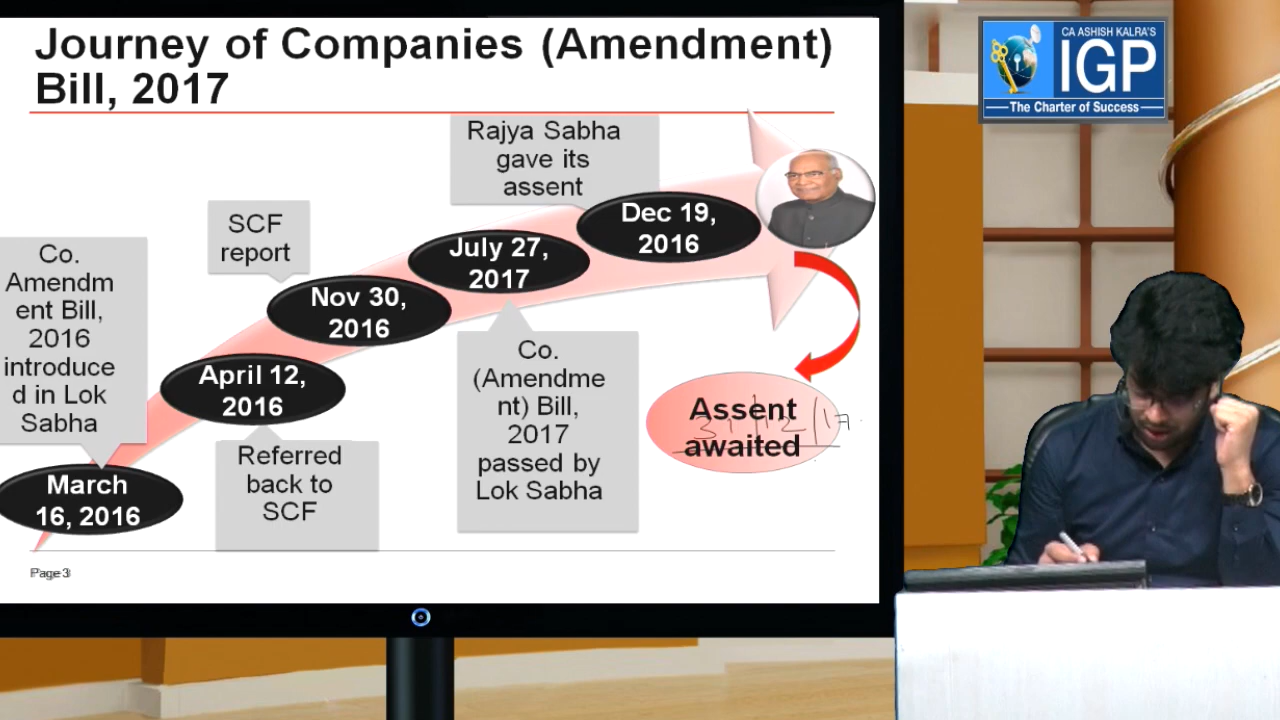 Journey of Companies (Amendment)
Bill, 2017
CA ASHISH KALRA'S
IGP
The Charter of Success
Rajya Sabha
gave its
assent
Dec 19,
2016
SCF
report
July 27,
2017
Co.
Amendm
ent Bill,
2016
introduce
d in Lok
Sabha
Nov 30,
2016
Co.
(Amendme
nt) Bill,
2017
passed by
Lok Sabha
April 12,
2016
Assent
awaited
31/12/17
Referred
back to
SCF
March
16, 2016
Page 3